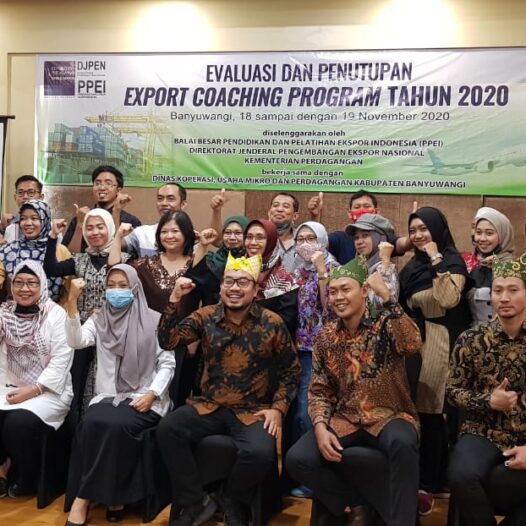 DJPEN
PPEI
EVALUASI DAN PENUTUPAN
EXPORT COACHING PROGRAM TAHUN 2020
Banyuwangi, 18 sampai dengan 19 November 2020
diselenggarakan oleh
BALAI BESAR PENDIDIKAN DAN PELATIHAN EKSPOR INDONESIA (PPEI)
DIREKTORAT JENDERAL PENGEMBANGAN EKSPOR NASIONAL
KEMENTERIAN PERDAGANGAN
bekerja sama dengan
DINAS KOPERASI, USAHA MIKRO DAN PERDAGANGAN KABUPATEN BANYUWANGI